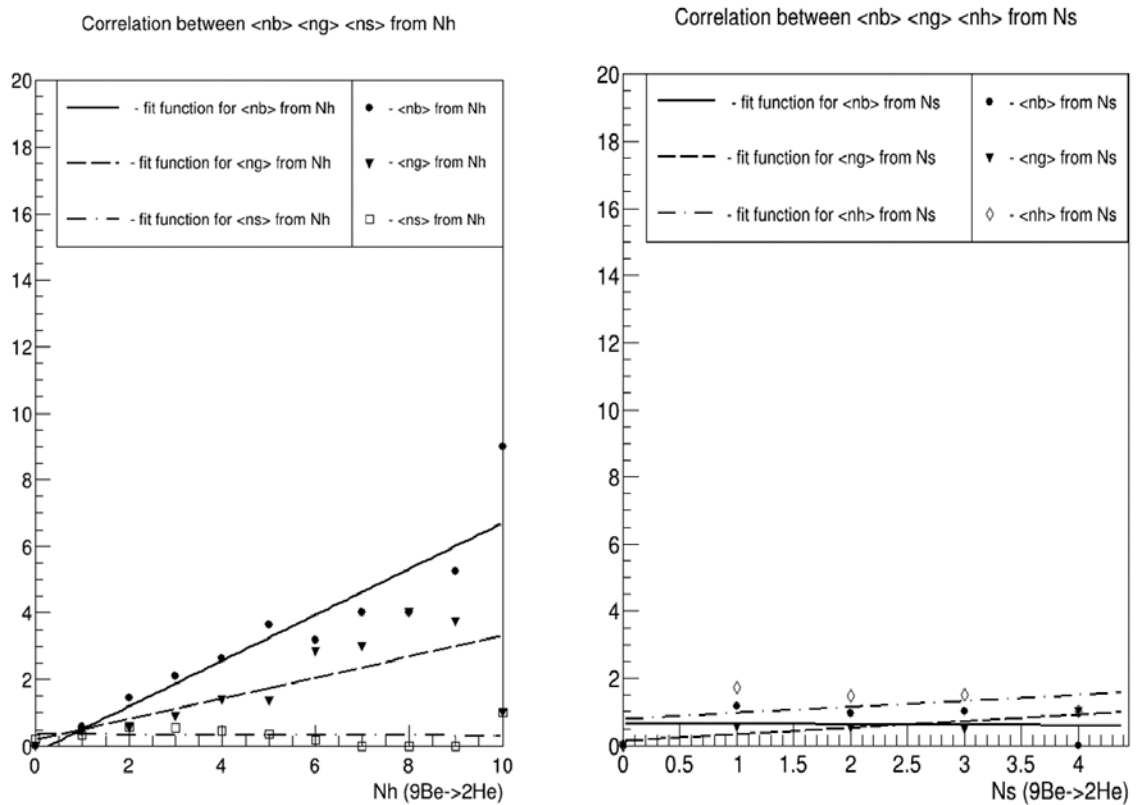 Correlation between <nb> <ng> <ns> from Nh
20
18
16
14
12
10
8
6
4
2
0
- fit function for <nb> from Nh
- <nb> from Nh
- fit function for <ng> from Nh
- <ng> from Nh
- fit function for <ns> from Nh
- <ns> from Nh
0 2 4 6 8 10
Nh (9Be->2He)
Correlation between <nb> <ng> <nh> from Ns
20
18
16
14
12
10
8
6
4
2
0
- fit function for <nb> from Ns
- <nb> from Ns
- fit function for <ng> from Ns
- <ng> from Ns
- fit function for <nh> from Ns
- <nh> from Ns
0 0.5 1 1.5 2 2.5 3 3.5 4
Ns (9Be->2He)